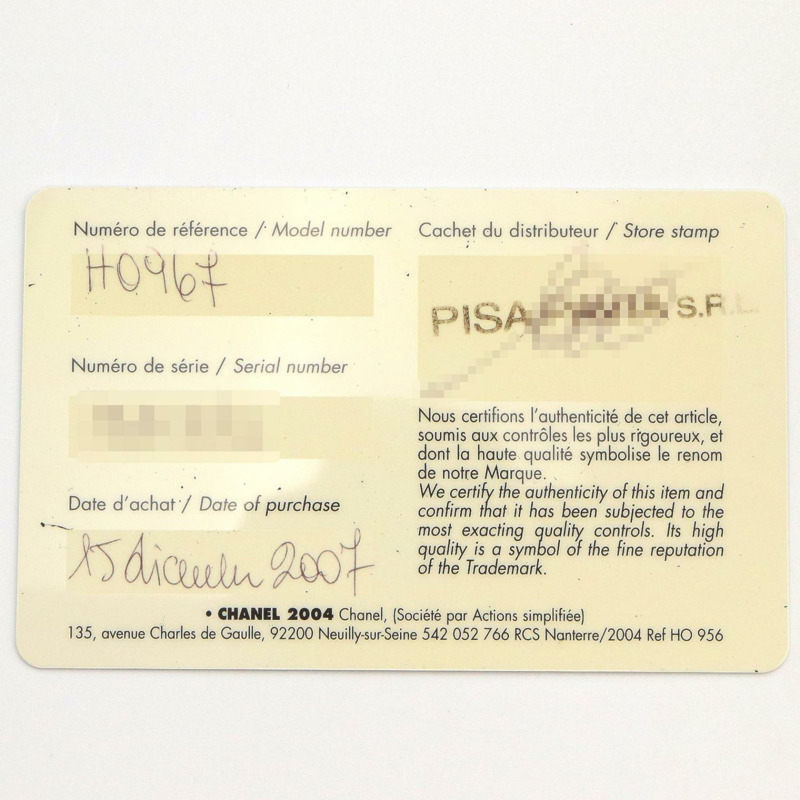 Numéro de référence / Model number
H0967
Numéro de série / Serial number
Date d'achat / Date of purchase
15 dicembre 2007
Cachet du distributeur / Store stamp
PISA S.R.L
Nous certifions l'authenticité de cet article,
soumis aux contrôles les plus rigoureux, et
dont la haute qualité symbolise le renom
de notre Marque.
We certify the authenticity of this item and
confirm that it has been subjected to the
most exacting quality controls. Its high
quality is a symbol of the fine reputation
of the Trademark.
• CHANEL 2004 Chanel, (Société par Actions simplifiée)
135, avenue Charles de Gaulle, 92200 Neuilly-sur-Seine 542 052 766 RCS Nanterre/2004 Ref HO 956